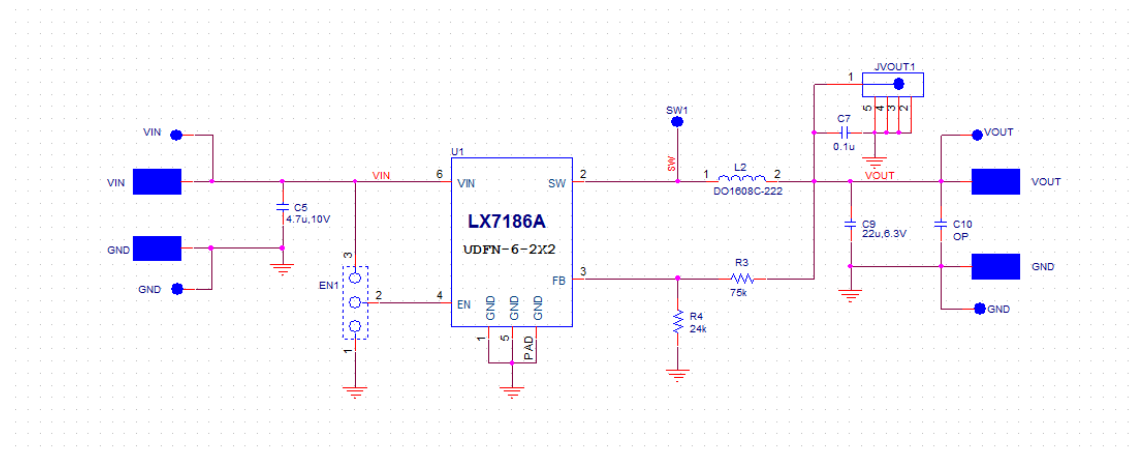 JVOUT1
1
5
4
3
2
C7
0.1u
SW1
SW
VIN
VOUT
U1
L2
VIN
VIN
6
VIN
SW
2
1
2
DO1608C-222
VOUT
VOUT
C5
4.7u,10V
LX7186A
UDFN-6-2X2
C9
22u,6.3V
C10
OP
GND
GND
3
FB
3
R3
75k
GND
GND
EN1
2
4
EN
GND
GND
GND
R4
24k
1
1
5
PAD